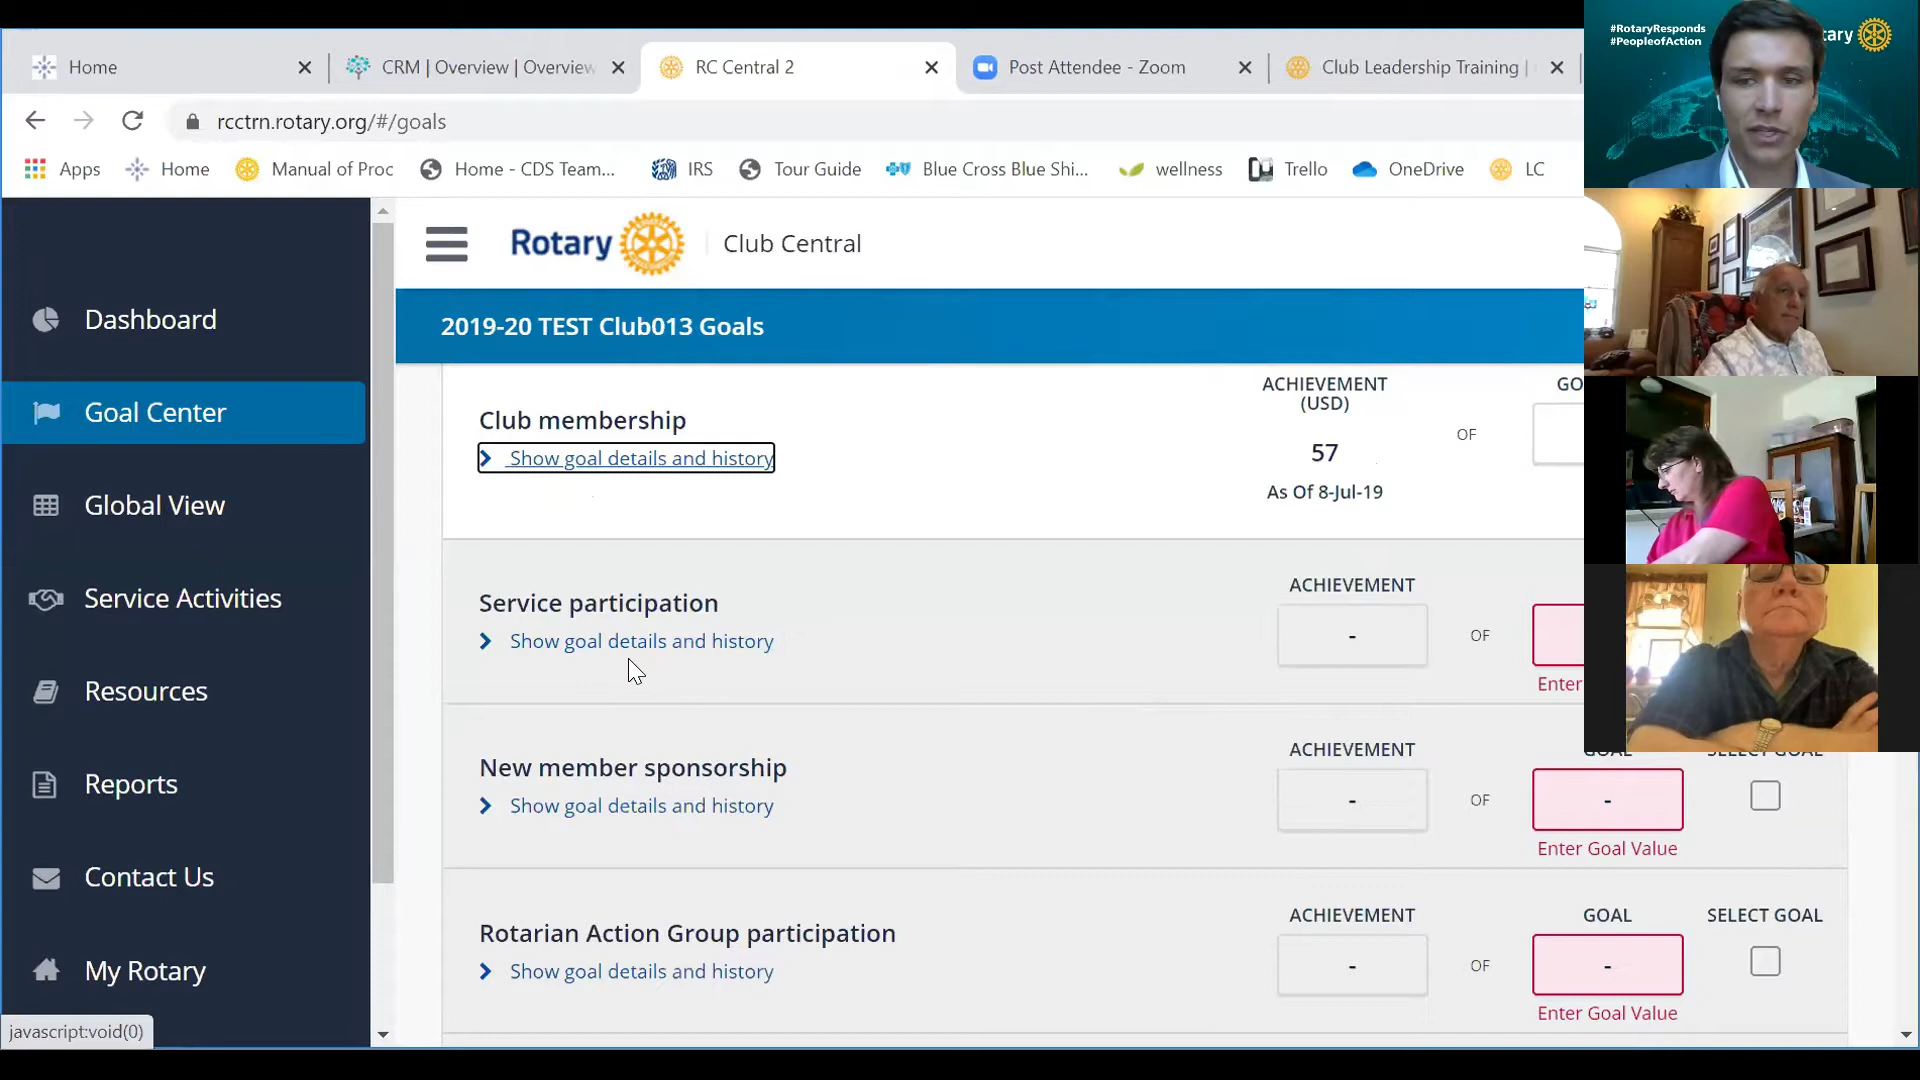 Home
CRM | Overview | Overview
RC Central 2
Post Attendee - Zoom
Club Leadership Training |
rcctrn.rotary.org/#/goals
Apps
Home
Manual of Proc
Home - CDS Team...
IRS
Tour Guide
Blue Cross Blue Shi...
wellness
Trello
OneDrive
LC
#RotaryResponds
#PeopleofAction
tary
Rotary
Club Central
2019-20 TEST Club013 Goals
Dashboard
Goal Center
Global View
Service Activities
Resources
Reports
Contact Us
My Rotary
javascript:void(0)
Club membership
Show goal details and history
ACHIEVEMENT
(USD)
57
As Of 8-Jul-19
OF
GO
Service participation
Show goal details and history
ACHIEVEMENT
-
OF
Enter
New member sponsorship
Show goal details and history
ACHIEVEMENT
-
OF
GOAL
-
Enter Goal Value
SELECT GOAL
Rotarian Action Group participation
Show goal details and history
ACHIEVEMENT
-
OF
GOAL
-
Enter Goal Value
SELECT GOAL